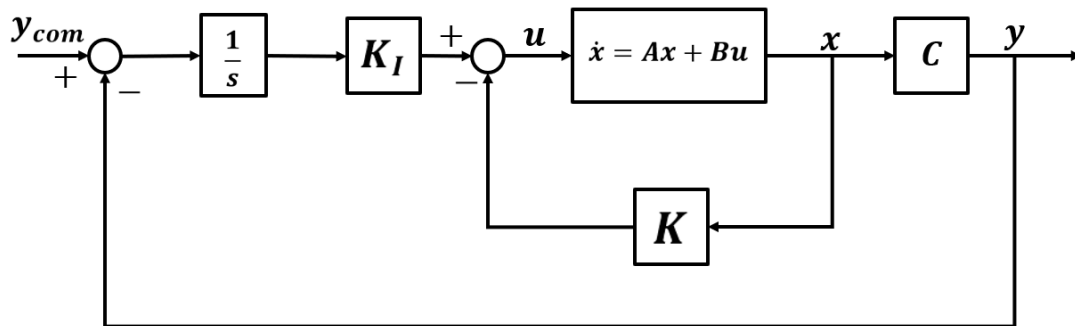 y_com
+
−
1/s
K_I
+
−
u
ẋ = Ax + Bu
x
C
y
K